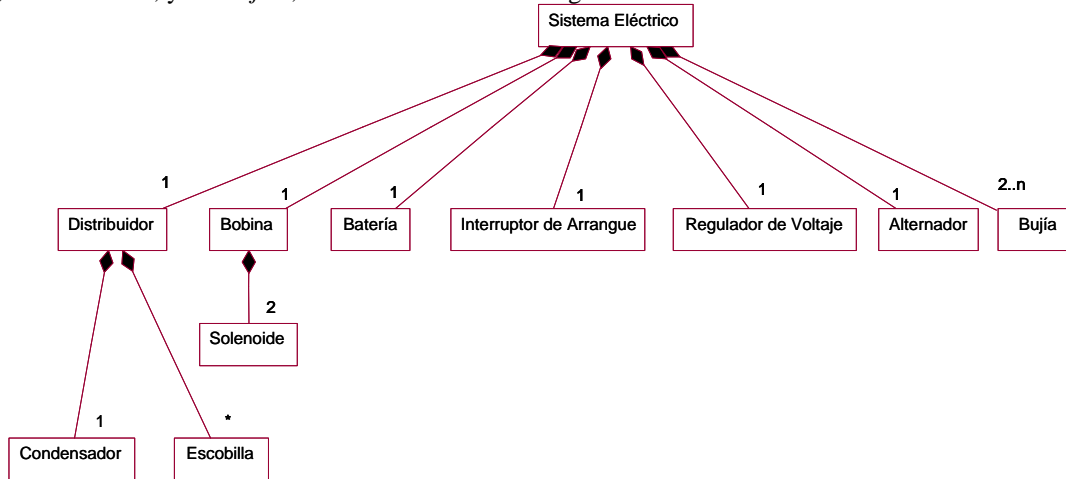 Sistema Eléctrico
1
1
1
1
1
1
2..n
Distribuidor
Bobina
Batería
Interruptor de Arrangue
Regulador de Voltaje
Alternador
Bujía
2
Solenoide
1
*
Condensador
Escobilla